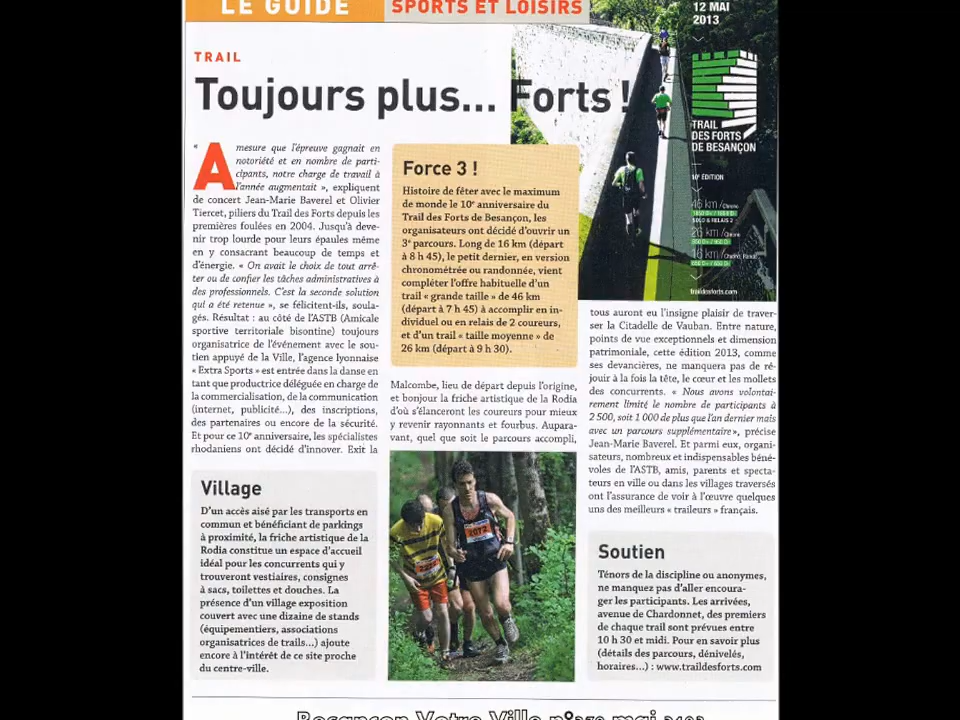 LE GUIDE
SPORTS ET LOISIRS
12 MAI
2013
TRAIL
Toujours plus... Forts !
TRAIL
DES FORTS
DE BESANÇON
10e ÉDITION
46 km / Chrono
SOLO & RELAIS 2
26 km / Chrono
16 km / Chrono, Rando
traildesforts.com
« A mesure que l'épreuve gagnait en
notoriété et en nombre de parti-
cipants, notre charge de travail à
l'année augmentait », expliquent
de concert Jean-Marie Baverel et Olivier
Tiercet, piliers du Trail des Forts depuis les
premières foulées en 2004. Jusqu'à deve-
nir trop lourde pour leurs épaules même
en y consacrant beaucoup de temps et
d'énergie. « On avait le choix de tout arrê-
ter ou de confier les tâches administratives à
des professionnels. C'est la seconde solution
qui a été retenue », se félicitent-ils, soula-
gés. Résultat : au côté de l'ASTB (Amicale
sportive territoriale bisontine) toujours
organisatrice de l'événement avec le sou-
tien appuyé de la Ville, l'agence lyonnaise
« Extra Sports » est entrée dans la danse en
tant que productrice déléguée en charge de
la commercialisation, de la communication
(internet, publicité...), des inscriptions,
des partenaires ou encore de la sécurité.
Et pour ce 10e anniversaire, les spécialistes
rhodaniens ont décidé d'innover. Exit la
Force 3 !
Histoire de fêter avec le maximum
de monde le 10e anniversaire du
Trail des Forts de Besançon, les
organisateurs ont décidé d'ouvrir un
3e parcours. Long de 16 km (départ
à 8 h 45), le petit dernier, en version
chronométrée ou randonnée, vient
compléter l'offre habituelle d'un
trail « grande taille » de 46 km
(départ à 7 h 45) à accomplir en in-
dividuel ou en relais de 2 coureurs,
et d'un trail « taille moyenne » de
26 km (départ à 9 h 30).
Malcombe, lieu de départ depuis l'origine,
et bonjour la friche artistique de la Rodia
d'où s'élanceront les coureurs pour mieux
y revenir rayonnants et fourbus. Aupara-
vant, quel que soit le parcours accompli,
tous auront eu l'insigne plaisir de traver-
ser la Citadelle de Vauban. Entre nature,
points de vue exceptionnels et dimension
patrimoniale, cette édition 2013, comme
ses devancières, ne manquera pas de ré-
jouir à la fois la tête, le cœur et les mollets
des concurrents. « Nous avons volontai-
rement limité le nombre de participants à
2 500, soit 1 000 de plus que l'an dernier mais
avec un parcours supplémentaire », précise
Jean-Marie Baverel. Et parmi eux, organi-
sateurs, nombreux et indispensables béné-
voles de l'ASTB, amis, parents et specta-
teurs en ville ou dans les villages traversés
ont l'assurance de voir à l'œuvre quelques
uns des meilleurs « traileurs » français.
Village
D'un accès aisé par les transports en
commun et bénéficiant de parkings
à proximité, la friche artistique de la
Rodia constitue un espace d'accueil
idéal pour les concurrents qui y
trouveront vestiaires, consignes
à sacs, toilettes et douches. La
présence d'un village exposition
couvert avec une dizaine de stands
(équipementiers, associations
organisatrices de trails...) ajoute
encore à l'intérêt de ce site proche
du centre-ville.
2072
Soutien
Ténors de la discipline ou anonymes,
ne manquez pas d'aller encoura-
ger les participants. Les arrivées,
avenue de Chardonnet, des premiers
de chaque trail sont prévues entre
10 h 30 et midi. Pour en savoir plus
(détails des parcours, dénivelés,
horaires...) : www.traildesforts.com
Besançon Votre Ville mai